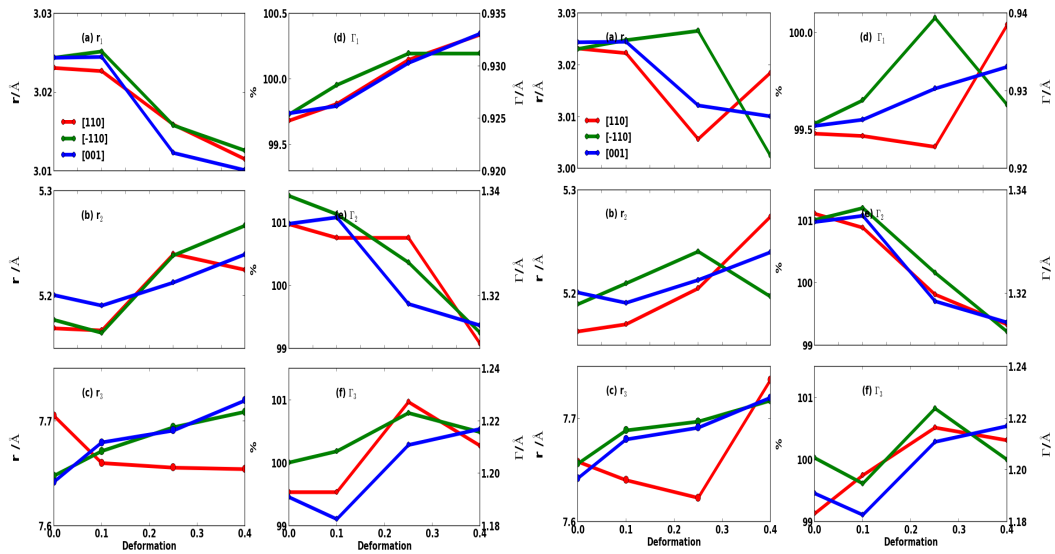 3.03
3.02
3.01
r/Å
(a) r₁
[110]
[-110]
[001]
100.5
100.0
99.5
%
(d) Γ₁
0.935
0.930
0.925
0.920
Γ/Å
5.3
5.2
r/Å
(b) r₂
101
100
99
%
(e) Γ₂
1.34
1.32
Γ/Å
7.7
7.6
r/Å
(c) r₃
0.0 0.1 0.2 0.3 0.4
Deformation
101
100
99
%
(f) Γ₃
1.24
1.22
1.20
1.18
Γ/Å
0.1 0.2 0.3 0.4
Deformation
3.03
3.02
3.01
3.00
r/Å
(a) r₁
[110]
[-110]
[001]
100.0
99.5
%
(d) Γ₁
0.94
0.93
0.92
Γ/Å
5.3
5.2
r/Å
(b) r₂
101
100
99
%
(e) Γ₂
1.34
1.32
Γ/Å
7.7
7.6
r/Å
(c) r₃
0.0 0.1 0.2 0.3 0.4
Deformation
101
100
99
%
(f) Γ₃
1.24
1.22
1.20
1.18
Γ/Å
0.1 0.2 0.3 0.4
Deformation